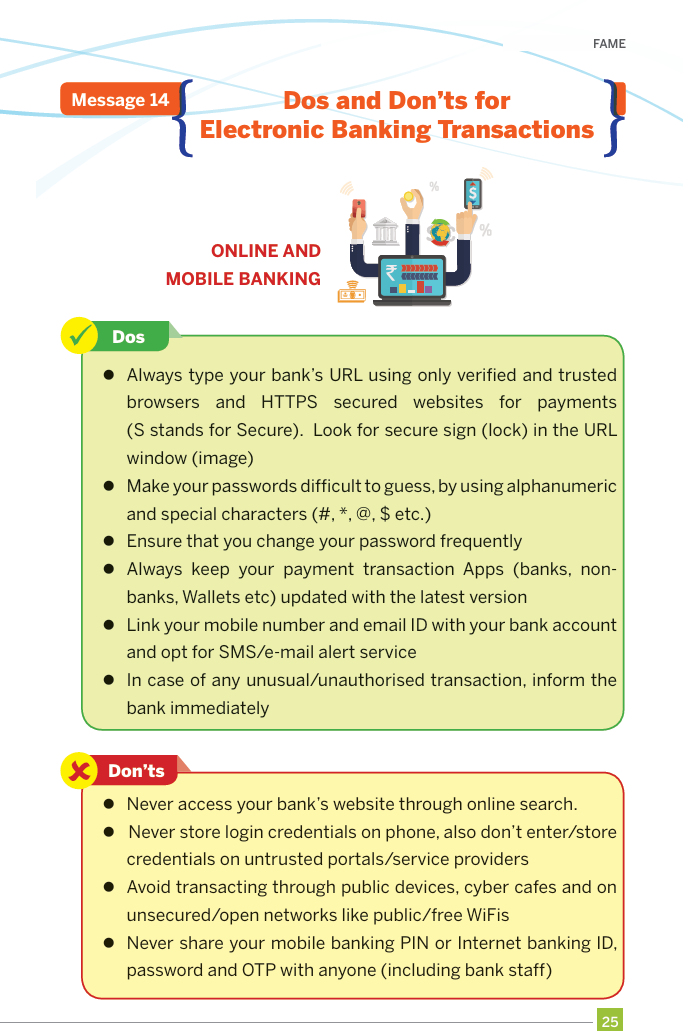 FAME
Message 14
Dos and Don'ts for
Electronic Banking Transactions
%
$
%
₹
ONLINE AND
MOBILE BANKING
Dos
● Always type your bank's URL using only verified and trusted
browsers and HTTPS secured websites for payments
(S stands for Secure). Look for secure sign (lock) in the URL
window (image)
● Make your passwords difficult to guess, by using alphanumeric
and special characters (#, *, @, $ etc.)
● Ensure that you change your password frequently
● Always keep your payment transaction Apps (banks, non-
banks, Wallets etc) updated with the latest version
● Link your mobile number and email ID with your bank account
and opt for SMS/e-mail alert service
● In case of any unusual/unauthorised transaction, inform the
bank immediately
Don'ts
● Never access your bank's website through online search.
● Never store login credentials on phone, also don't enter/store
credentials on untrusted portals/service providers
● Avoid transacting through public devices, cyber cafes and on
unsecured/open networks like public/free WiFis
● Never share your mobile banking PIN or Internet banking ID,
password and OTP with anyone (including bank staff)
25